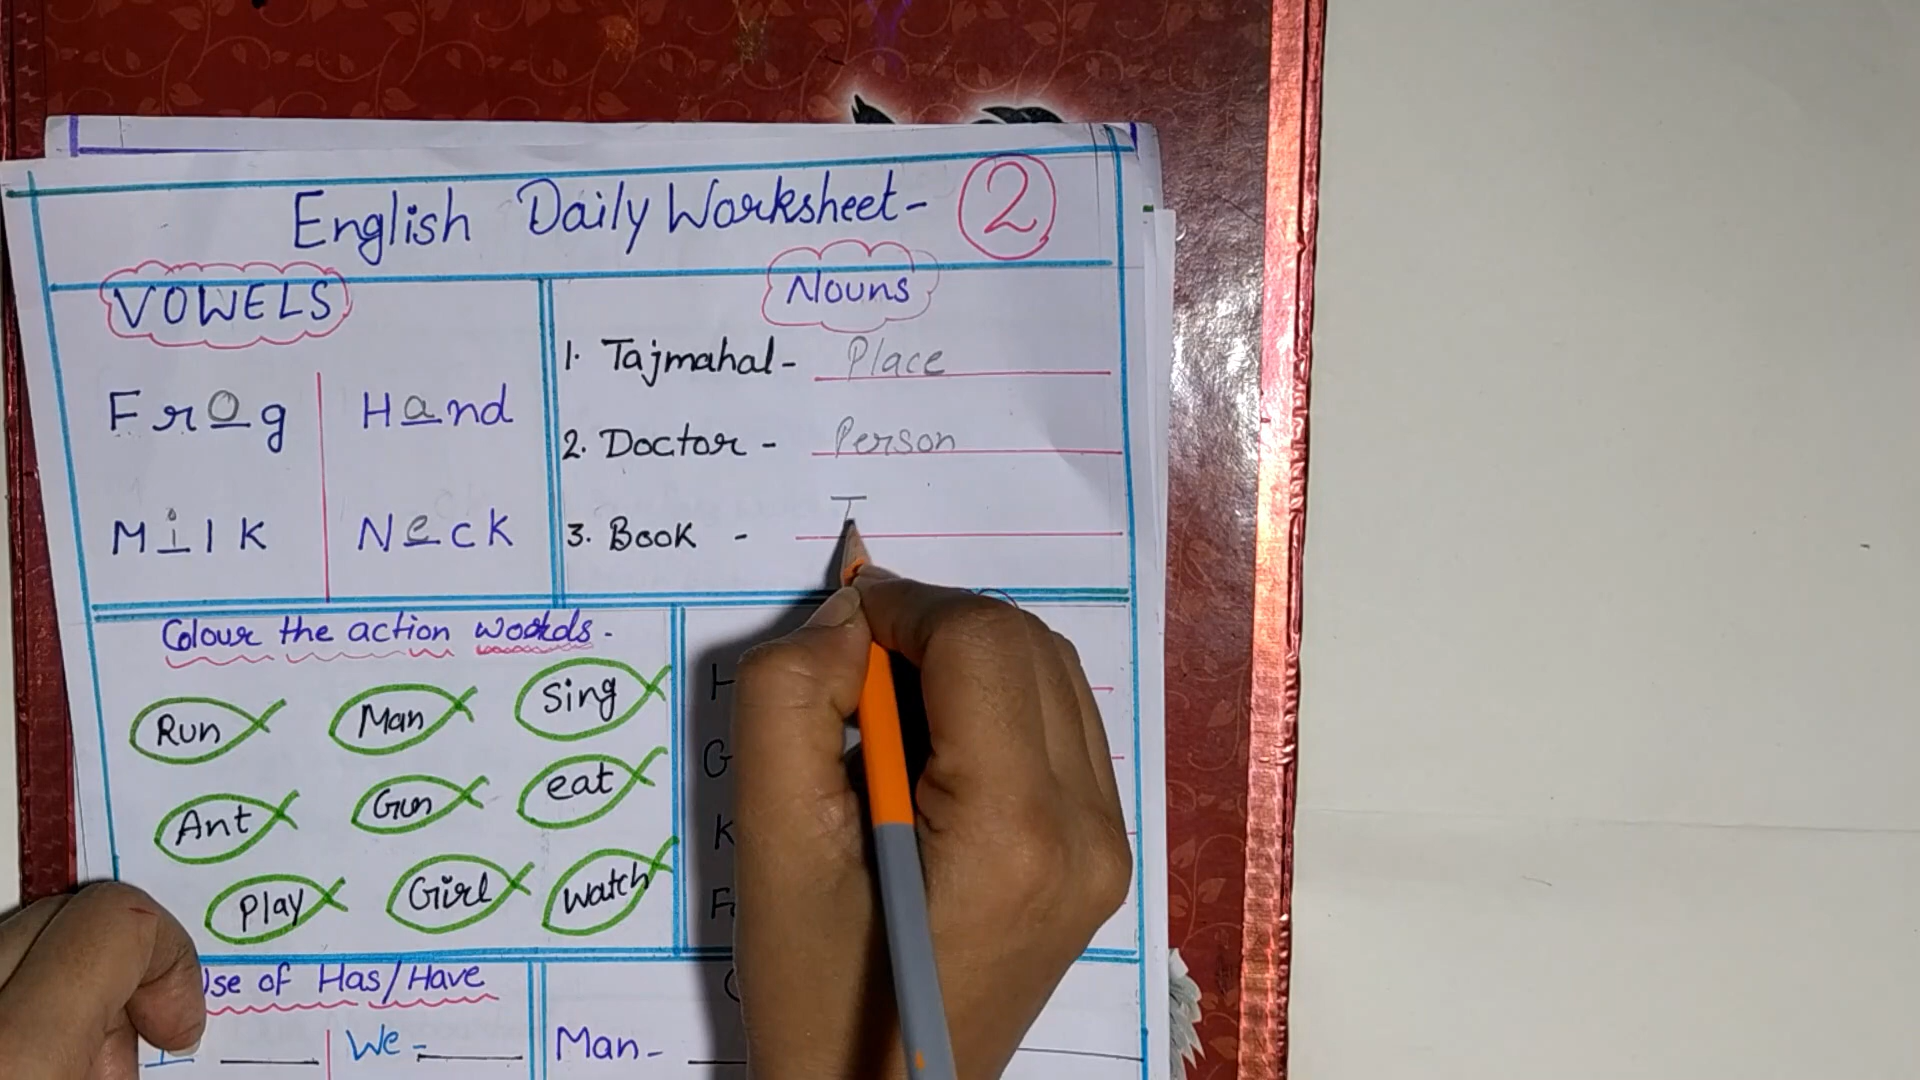 English Daily Worksheet - 2
VOWELS
Frog
Hand
Milk
Neck
Nouns
1. Tajmahal - Place
2. Doctor - Person
3. Book - T
Colour the action words -
Run Man Sing
Ant Gun eat
Play Girl Watch
Use of Has/Have
I
We -
Man -